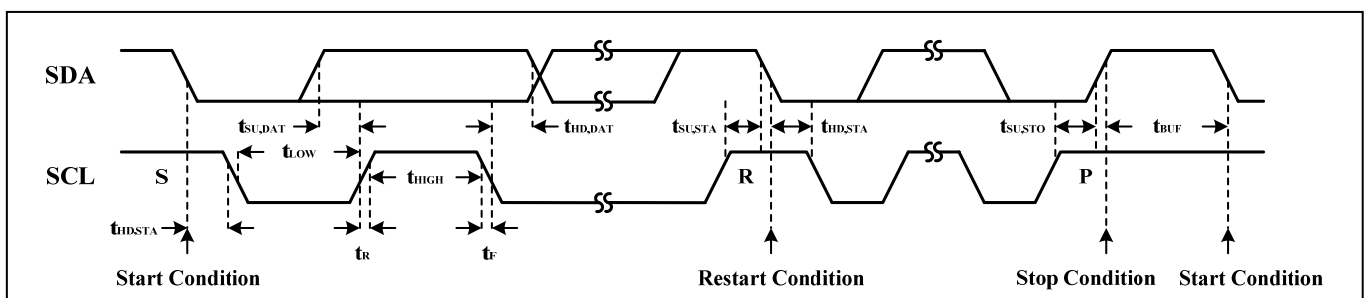 SDA
tSU,DAT tHD,DAT tSU,STA tHD,STA tSU,STO tBUF
tLOW
SCL S tHIGH R P
tHD,STA
tR tF
Start Condition Restart Condition Stop Condition Start Condition